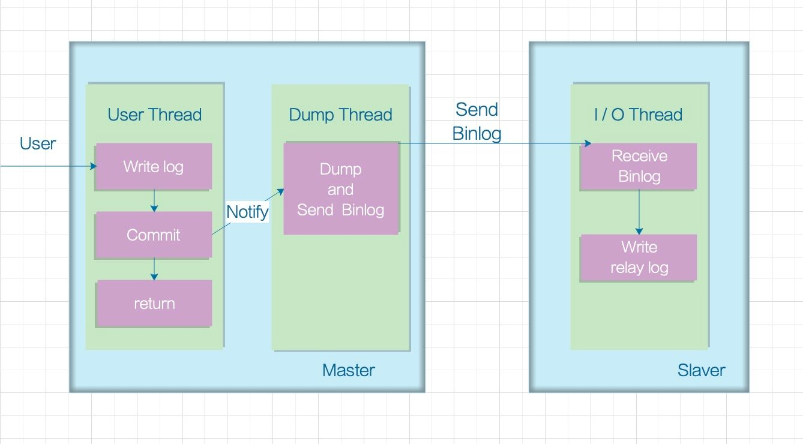 User
User Thread
Write log
Commit
return
Notify
Dump Thread
Dump
and
Send Binlog
Master
Send
Binlog
I / O Thread
Receive
Binlog
Write
relay log
Slaver